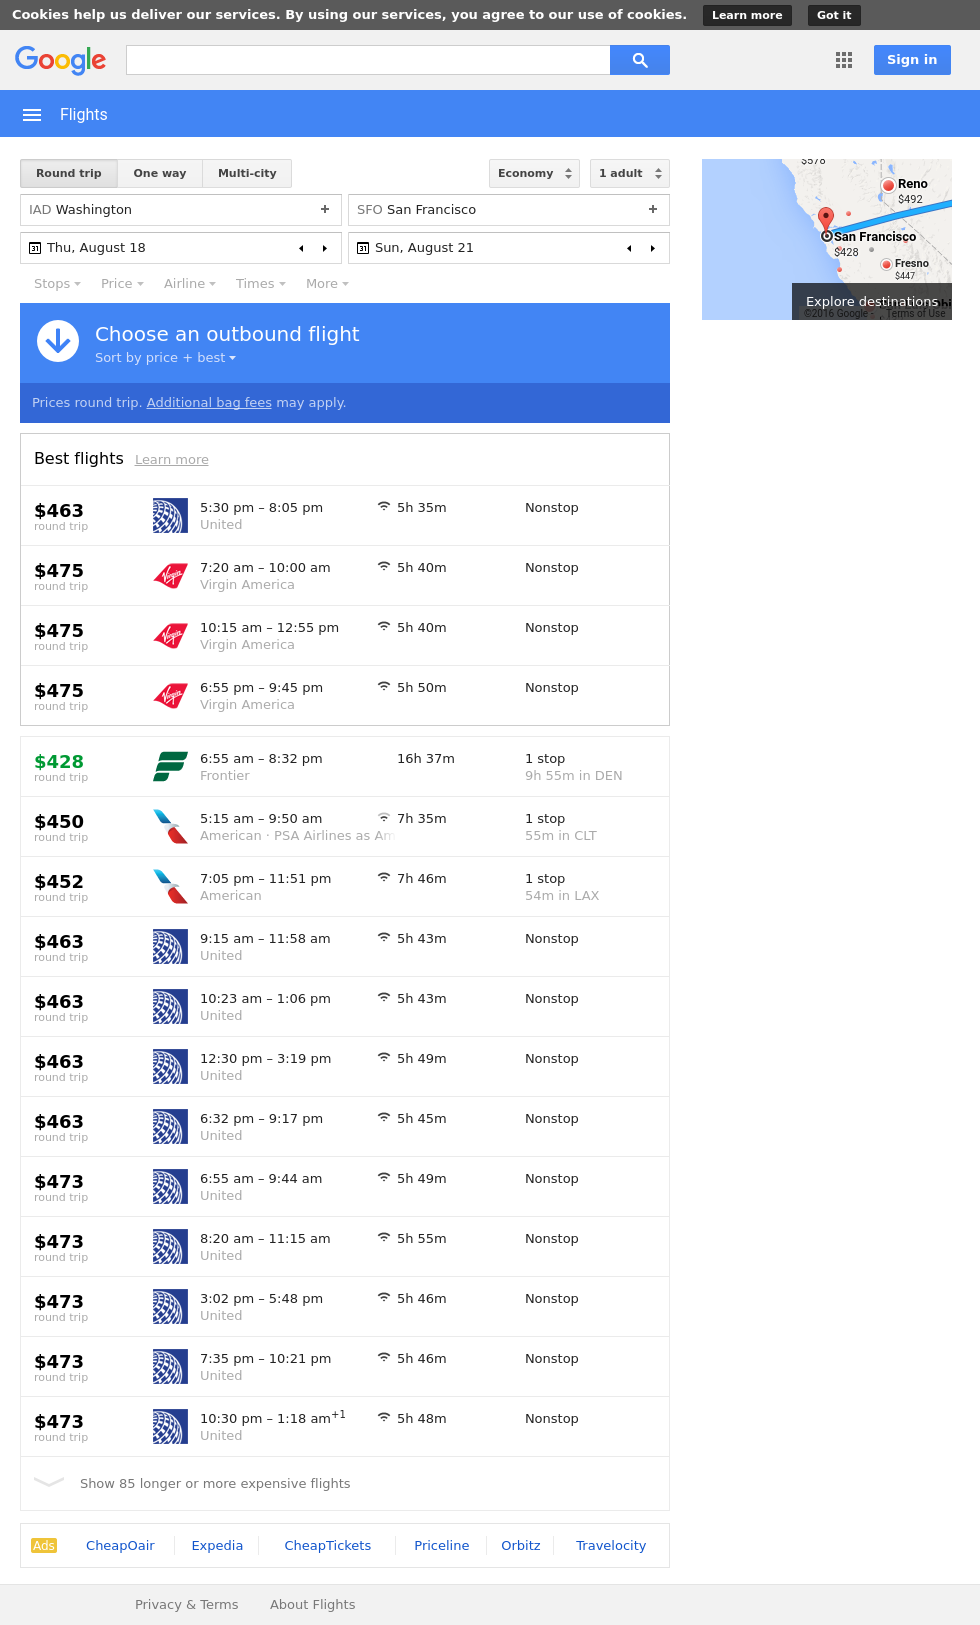 Cookies help us deliver our services. By using our services, you agree to our use of cookies. Learn more Got it
Google Sign in
Flights
Round trip One way Multi-city Economy 1 adult
IAD Washington + SFO San Francisco +
31 Thu, August 18 31 Sun, August 21
Stops Price Airline Times More
Choose an outbound flight
Sort by price + best
Prices round trip. Additional bag fees may apply.
$578
Reno
$492
San Francisco
$428
Fresno
$447
Explore destinations
©2016 Google Terms of Use
Best flights Learn more
$463 5:30 pm – 8:05 pm 5h 35m Nonstop
round trip United
$475 7:20 am – 10:00 am 5h 40m Nonstop
round trip Virgin America
$475 10:15 am – 12:55 pm 5h 40m Nonstop
round trip Virgin America
$475 6:55 pm – 9:45 pm 5h 50m Nonstop
round trip Virgin America
$428 6:55 am – 8:32 pm 16h 37m 1 stop
round trip Frontier 9h 55m in DEN
$450 5:15 am – 9:50 am 7h 35m 1 stop
round trip American · PSA Airlines as Am 55m in CLT
$452 7:05 pm – 11:51 pm 7h 46m 1 stop
round trip American 54m in LAX
$463 9:15 am – 11:58 am 5h 43m Nonstop
round trip United
$463 10:23 am – 1:06 pm 5h 43m Nonstop
round trip United
$463 12:30 pm – 3:19 pm 5h 49m Nonstop
round trip United
$463 6:32 pm – 9:17 pm 5h 45m Nonstop
round trip United
$473 6:55 am – 9:44 am 5h 49m Nonstop
round trip United
$473 8:20 am – 11:15 am 5h 55m Nonstop
round trip United
$473 3:02 pm – 5:48 pm 5h 46m Nonstop
round trip United
$473 7:35 pm – 10:21 pm 5h 46m Nonstop
round trip United
$473 10:30 pm – 1:18 am+1 5h 48m Nonstop
round trip United
Show 85 longer or more expensive flights
Ads CheapOair Expedia CheapTickets Priceline Orbitz Travelocity
Privacy & Terms About Flights